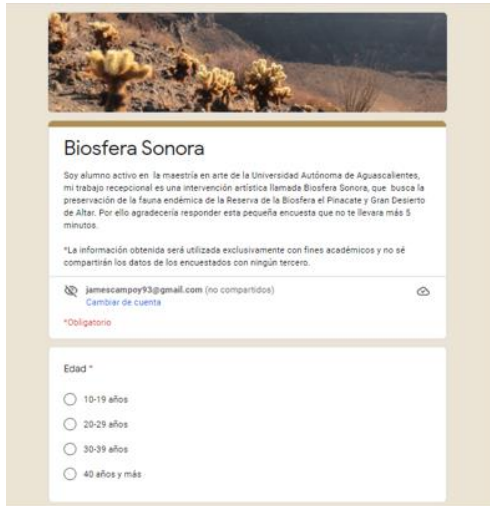 Biosfera Sonora
Soy alumno activo en la maestría en arte de la Universidad Autónoma de Aguascalientes,
mi trabajo recepcional es una intervención artística llamada Biosfera Sonora, que busca la
preservación de la fauna endémica de la Reserva de la Biosfera el Pinacate y Gran Desierto
de Altar. Por ello agradecería responder esta pequeña encuesta que no te llevara más 5
minutos.
*La información obtenida será utilizada exclusivamente con fines académicos y no sé
compartirán los datos de los encuestados con ningún tercero.
jamescampoy93@gmail.com (no compartidos)
Cambiar de cuenta
*Obligatorio
Edad *
10-19 años
20-29 años
30-39 años
40 años y más